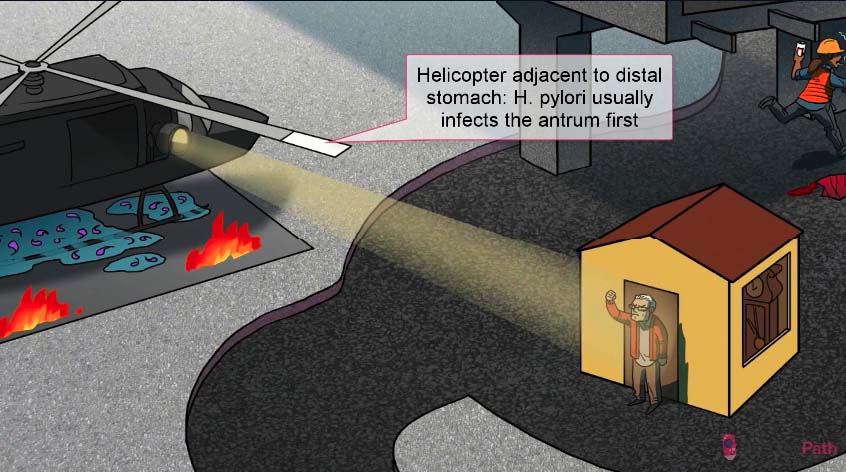 Helicopter adjacent to distal
stomach: H. pylori usually
infects the antrum first
Path